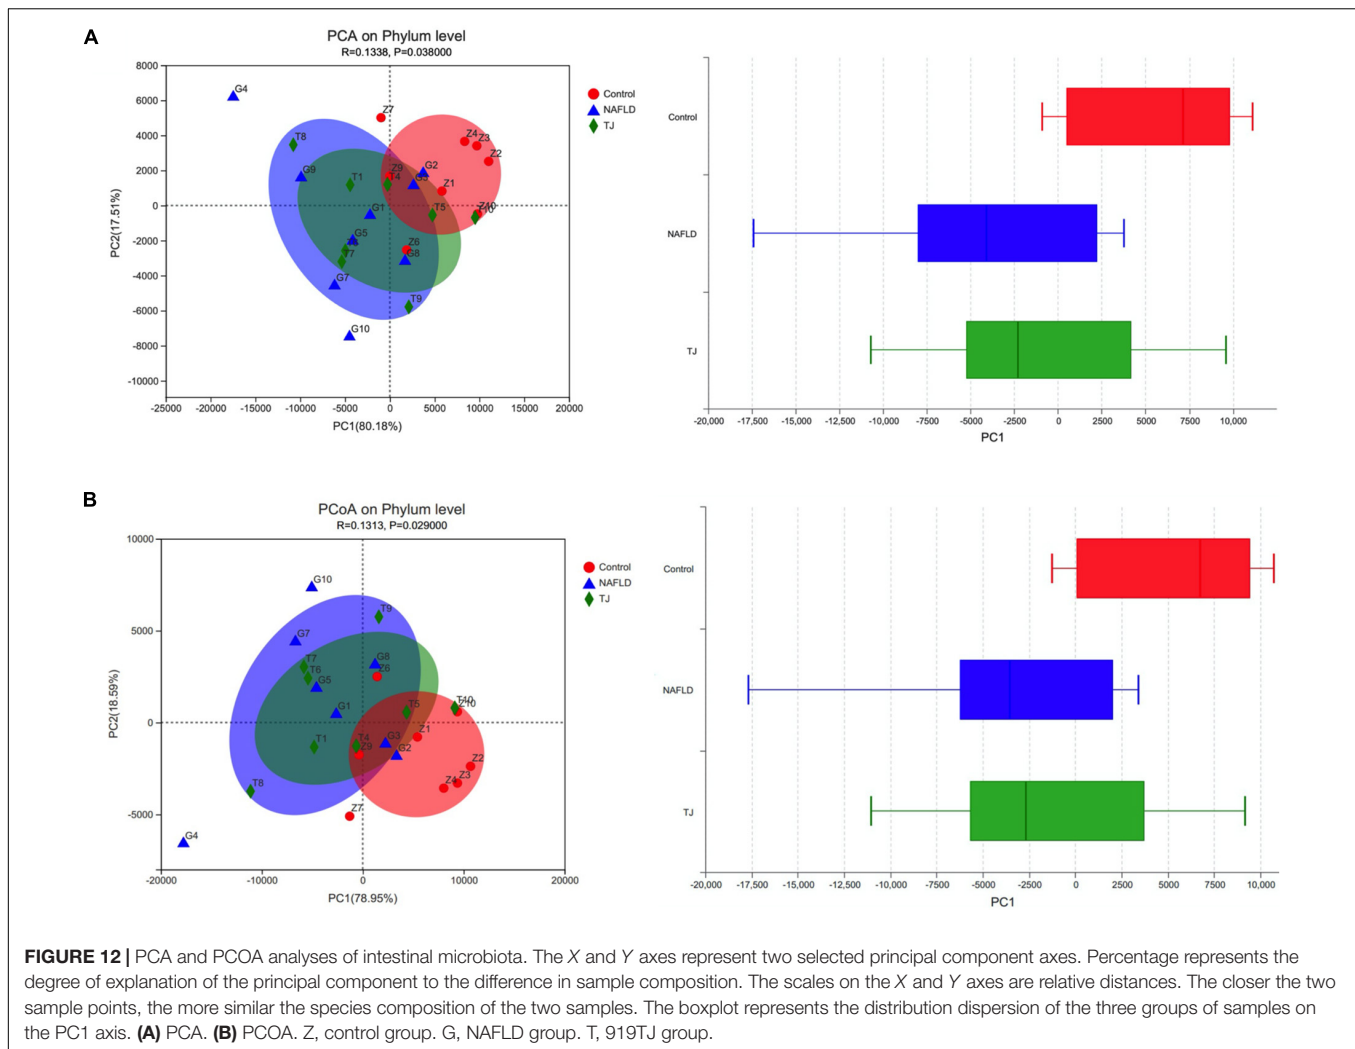 A
PCA on Phylum level
R=0.1338, P=0.038000
8000
6000
4000
2000
0
-2000
-4000
-6000
-8000
-10000
PC2(17.51%)
G4
Z7
T8
Z4
Z3
Z2
G9
T1
Z9
T4
G2
G3
Z1
G1
T5
Z10
T10
G5
T6
T7
Z6
G8
G7
T9
G10
-25000 -20000 -15000 -10000 -5000 0 5000 10000 15000 20000
PC1(80.18%)
Control
NAFLD
TJ
Control
NAFLD
TJ
-20,000 -17,500 -15,000 -12,500 -10,000 -7500 -5000 -2500 0 2500 5000 7500 10,000
PC1
B
PCoA on Phylum level
R=0.1313, P=0.029000
10000
5000
0
-5000
PC2(18.59%)
G10
T9
G7
T7
T6
G5
G8
Z6
G1
T5
T10
Z10
T1
T4
Z9
G3
G2
Z1
Z2
Z3
Z4
T8
Z7
G4
-20000 -10000 0 10000 20000
PC1(78.95%)
Control
NAFLD
TJ
Control
NAFLD
TJ
-20,000 -17,500 -15,000 -12,500 -10,000 -7500 -5000 -2500 0 2500 5000 7500 10,000
PC1
FIGURE 12 | PCA and PCOA analyses of intestinal microbiota. The X and Y axes represent two selected principal component axes. Percentage represents the
degree of explanation of the principal component to the difference in sample composition. The scales on the X and Y axes are relative distances. The closer the two
sample points, the more similar the species composition of the two samples. The boxplot represents the distribution dispersion of the three groups of samples on
the PC1 axis. (A) PCA. (B) PCOA. Z, control group. G, NAFLD group. T, 919TJ group.